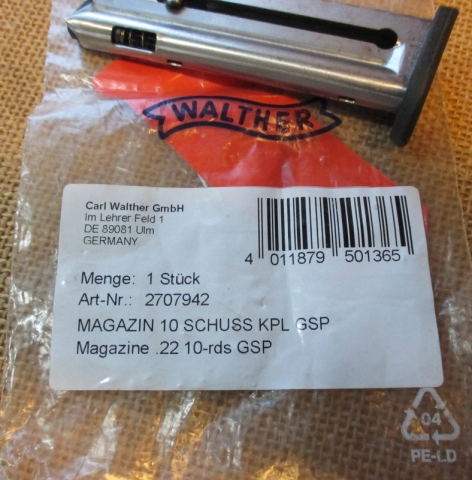 WALTHER
Carl Walther GmbH
Im Lehrer Feld 1
DE 89081 Ulm
GERMANY
4 011879 501365
Menge: 1 Stück
Art-Nr.: 2707942
MAGAZIN 10 SCHUSS KPL GSP
Magazine .22 10-rds GSP
04
PE-LD